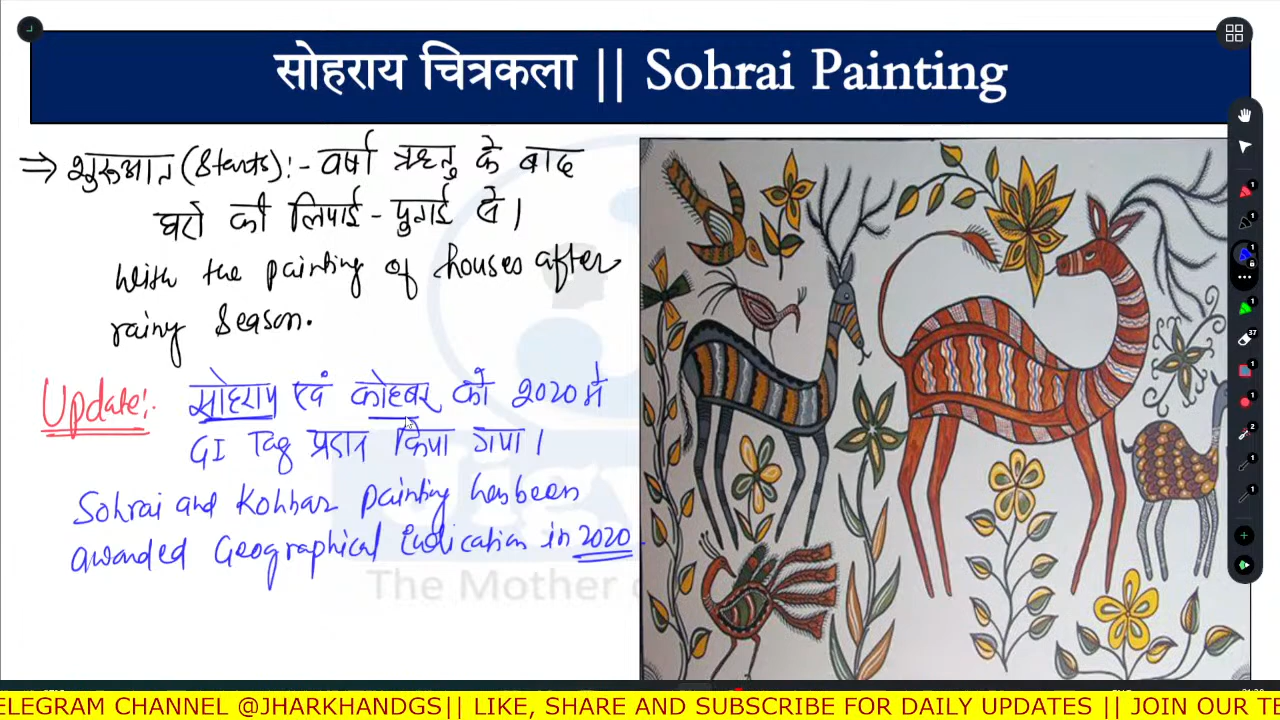 सोहराय चित्रकला || Sohrai Painting
⇒ शुरूआत (Starts):- वर्षा ऋतु के बाद
घरो की लिपाई - पुताई से।
With the painting of houses after
rainy season.
Update:- सोहराय एवं कोहबर को 2020 में
GI Tag प्रदान किया गया।
Sohrai and Kohbar painting has been
awarded Geographical Indication in 2020.
The Mother o
ELEGRAM CHANNEL @JHARKHANDGS|| LIKE, SHARE AND SUBSCRIBE FOR DAILY UPDATES || JOIN OUR TE